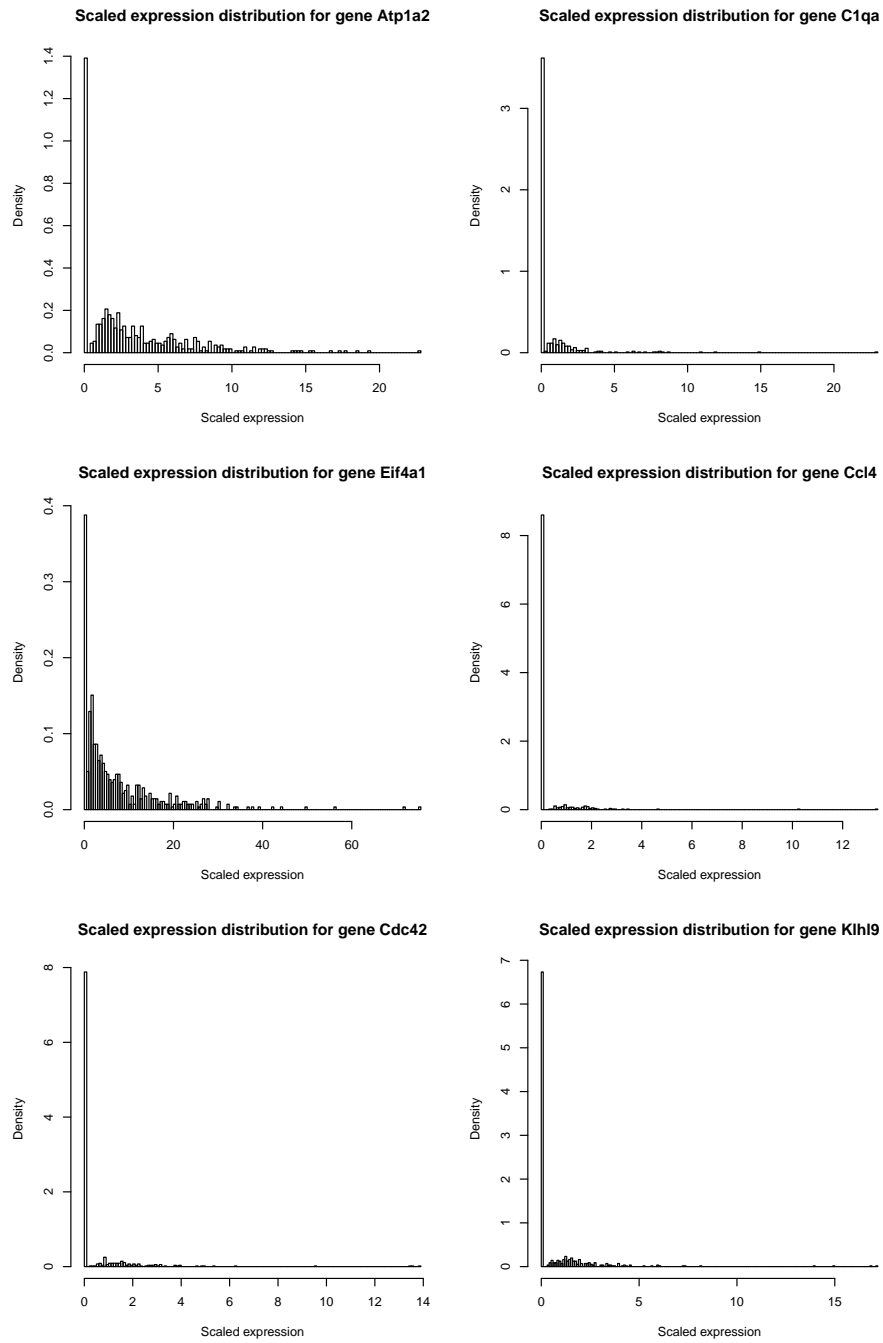 Scaled expression distribution for gene Atp1a2
Density
0.0 0.2 0.4 0.6 0.8 1.0 1.2 1.4
0 5 10 15 20
Scaled expression
Scaled expression distribution for gene C1qa
Density
0 1 2 3
0 5 10 15 20
Scaled expression
Scaled expression distribution for gene Eif4a1
Density
0.0 0.1 0.2 0.3 0.4
0 20 40 60
Scaled expression
Scaled expression distribution for gene Ccl4
Density
0 2 4 6 8
0 2 4 6 8 10 12
Scaled expression
Scaled expression distribution for gene Cdc42
Density
0 2 4 6 8
0 2 4 6 8 10 12 14
Scaled expression
Scaled expression distribution for gene Klhl9
Density
0 1 2 3 4 5 6 7
0 5 10 15
Scaled expression